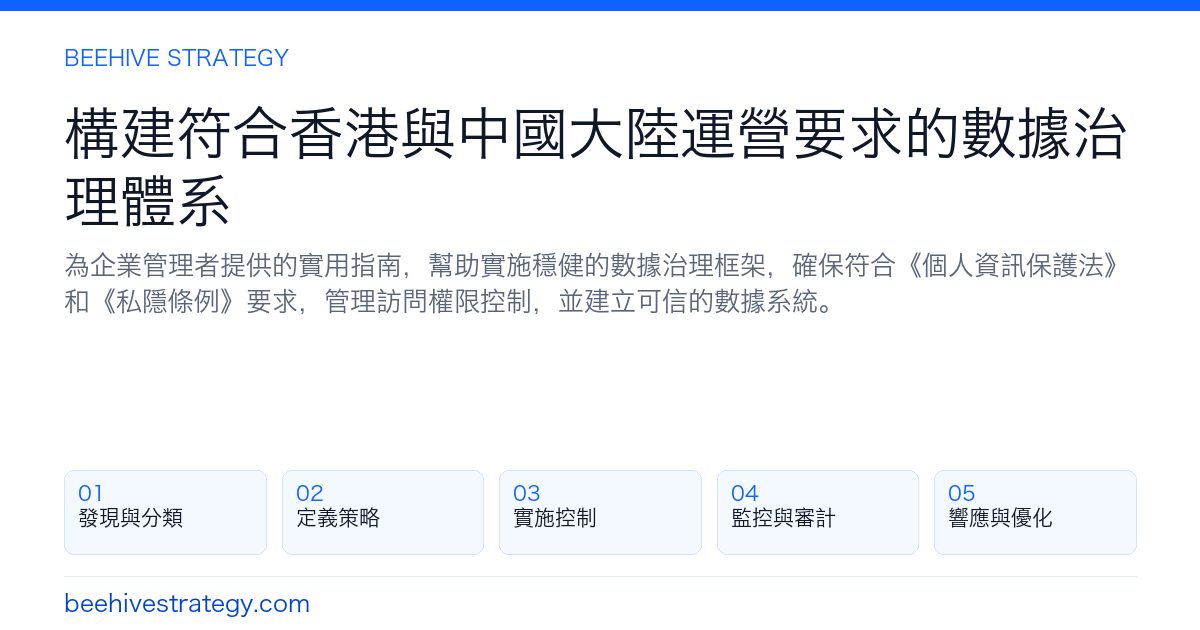 BEEHIVE STRATEGY
構建符合香港與中國大陸運營要求的數據治
理體系
為企業管理者提供的實用指南，幫助實施穩健的數據治理框架，確保符合《個人資訊保護法》
和《私隱條例》要求，管理訪問權限控制，並建立可信的數據系統。
01
發現與分類
02
定義策略
03
實施控制
04
監控與審計
05
響應與優化
beehivestrategy.com